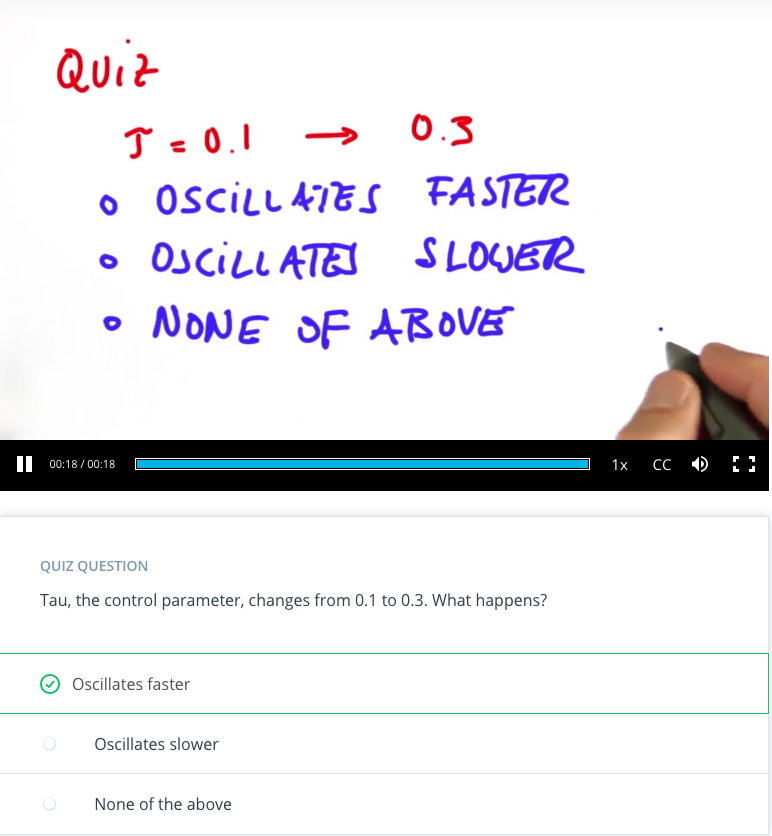 QUiZ
τ = 0.1 → 0.3
o OSCiLLATES FASTER
o OSCiLLATES SLOWER
o NONE OF ABOVE
00:18 / 00:18 1x CC
QUIZ QUESTION
Tau, the control parameter, changes from 0.1 to 0.3. What happens?
Oscillates faster
Oscillates slower
None of the above